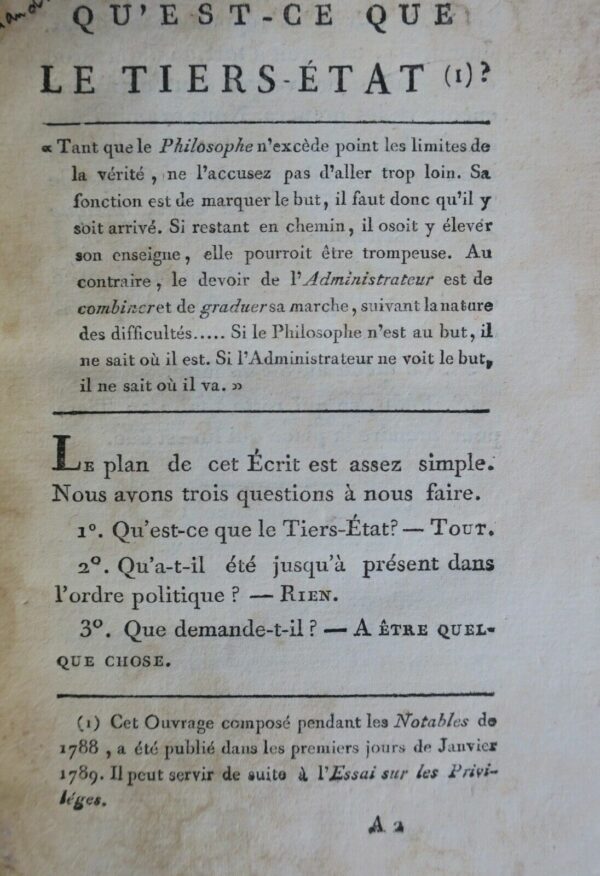 QU'EST-CE QUE
LE TIERS-ÉTAT (1)?
« Tant que le Philosophe n'excède point les limites de
la vérité, ne l'accusez pas d'aller trop loin. Sa
fonction est de marquer le but, il faut donc qu'il y
soit arrivé. Si restant en chemin, il osoit y élever
son enseigne, elle pourroit être trompeuse. Au
contraire, le devoir de l'Administrateur est de
combiner et de graduer sa marche, suivant la nature
des difficultés..... Si le Philosophe n'est au but, il
ne sait où il est. Si l'Administrateur ne voit le but,
il ne sait où il va. »
LE plan de cet Écrit est assez simple.
Nous avons trois questions à nous faire.
1°. Qu'est-ce que le Tiers-État? — TOUT.
2°. Qu'a-t-il été jusqu'à présent dans
l'ordre politique ? — RIEN.
3°. Que demande-t-il ? — A ÊTRE QUEL-
QUE CHOSE.
(1) Cet Ouvrage composé pendant les Notables de
1788, a été publié dans les premiers jours de Janvier
1789. Il peut servir de suite à l'Essai sur les Privi-
léges.
A 2